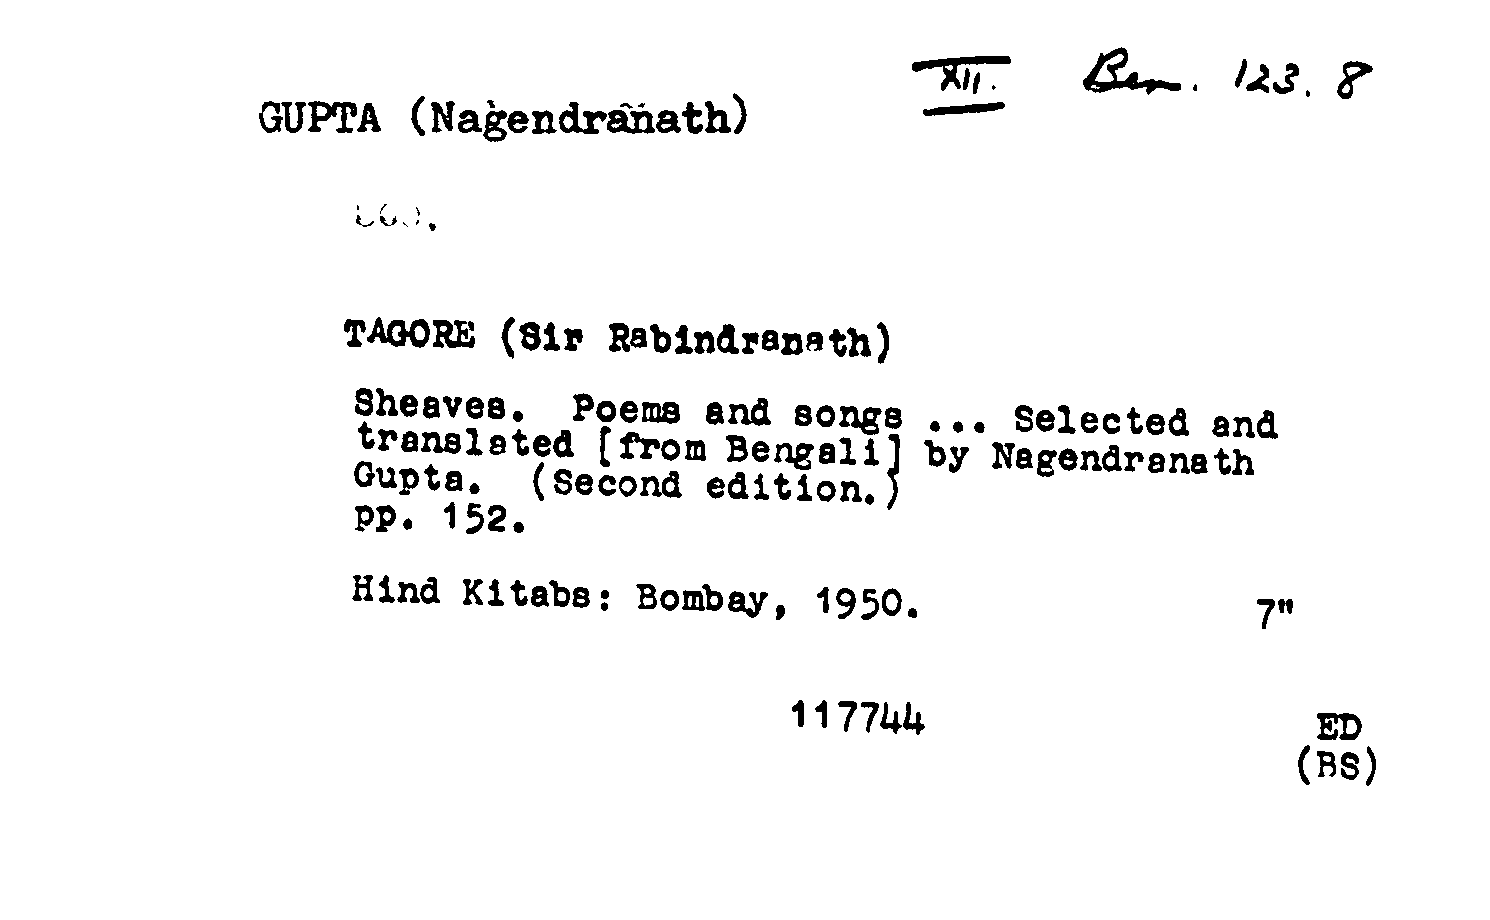 XII. Ben. 123. 8
GUPTA (Nagendranath)
TAGORE (Sir Rabindranath)
Sheaves. Poems and songs ... Selected and
translated [from Bengali] by Nagendranath
Gupta. (Second edition.)
pp. 152.
Hind Kitabs: Bombay, 1950. 7"
117744
ED
(BS)